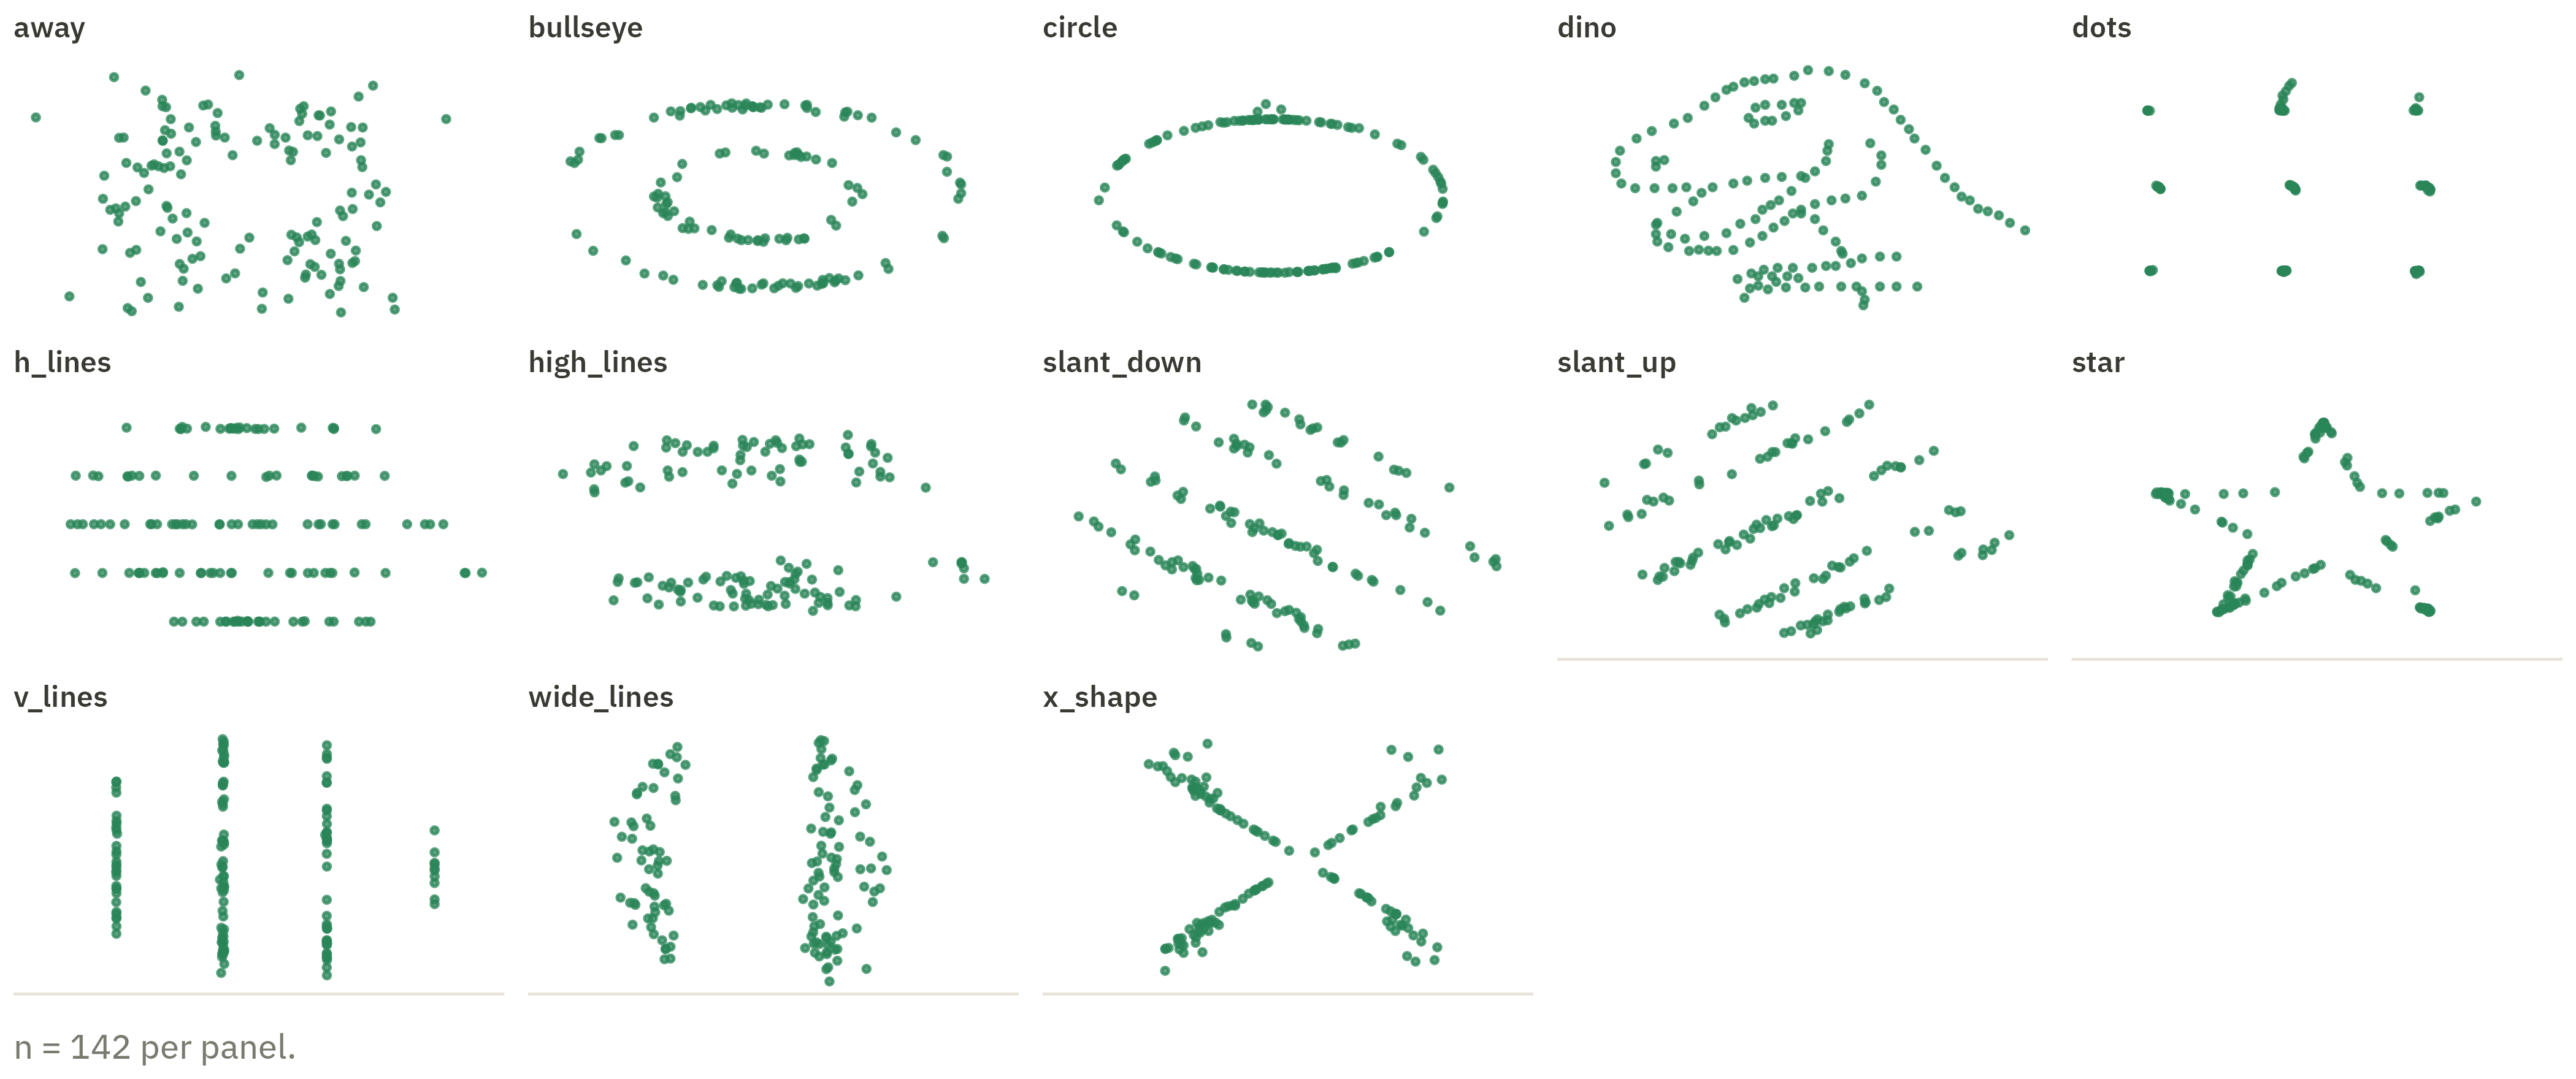 away
bullseye
circle
dino
dots
h_lines
high_lines
slant_down
slant_up
star
v_lines
wide_lines
x_shape
n = 142 per panel.